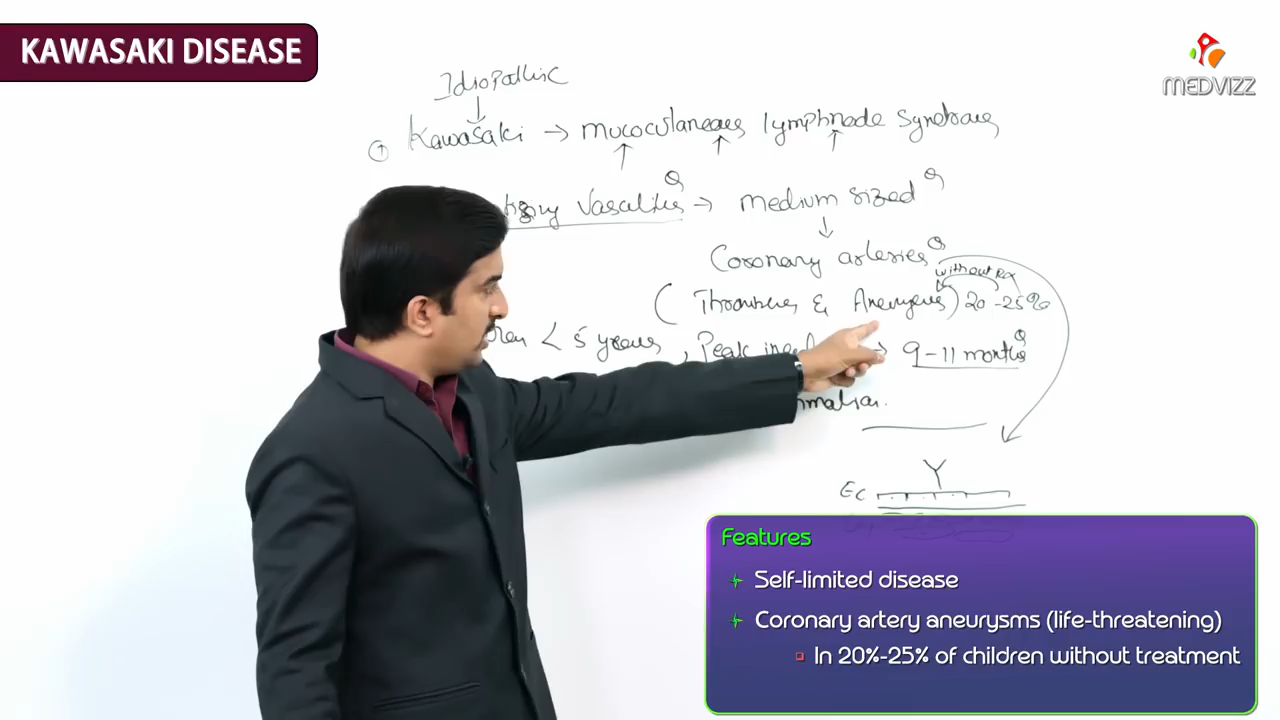 KAWASAKI DISEASE
MEDVIZZ
Idiopathic
1 Kawasaki → mucocutaneous lymphnode Syndrome
Vasculitis Q → medium sized Q
Coronary arteries Q
without Rx
( Thrombus & Aneurysms) 20 - 25%
< 5 years , Peak → 9 - 11 months Q
Y
EC
Features
Self-limited disease
Coronary artery aneurysms (life-threatening)
In 20%-25% of children without treatment